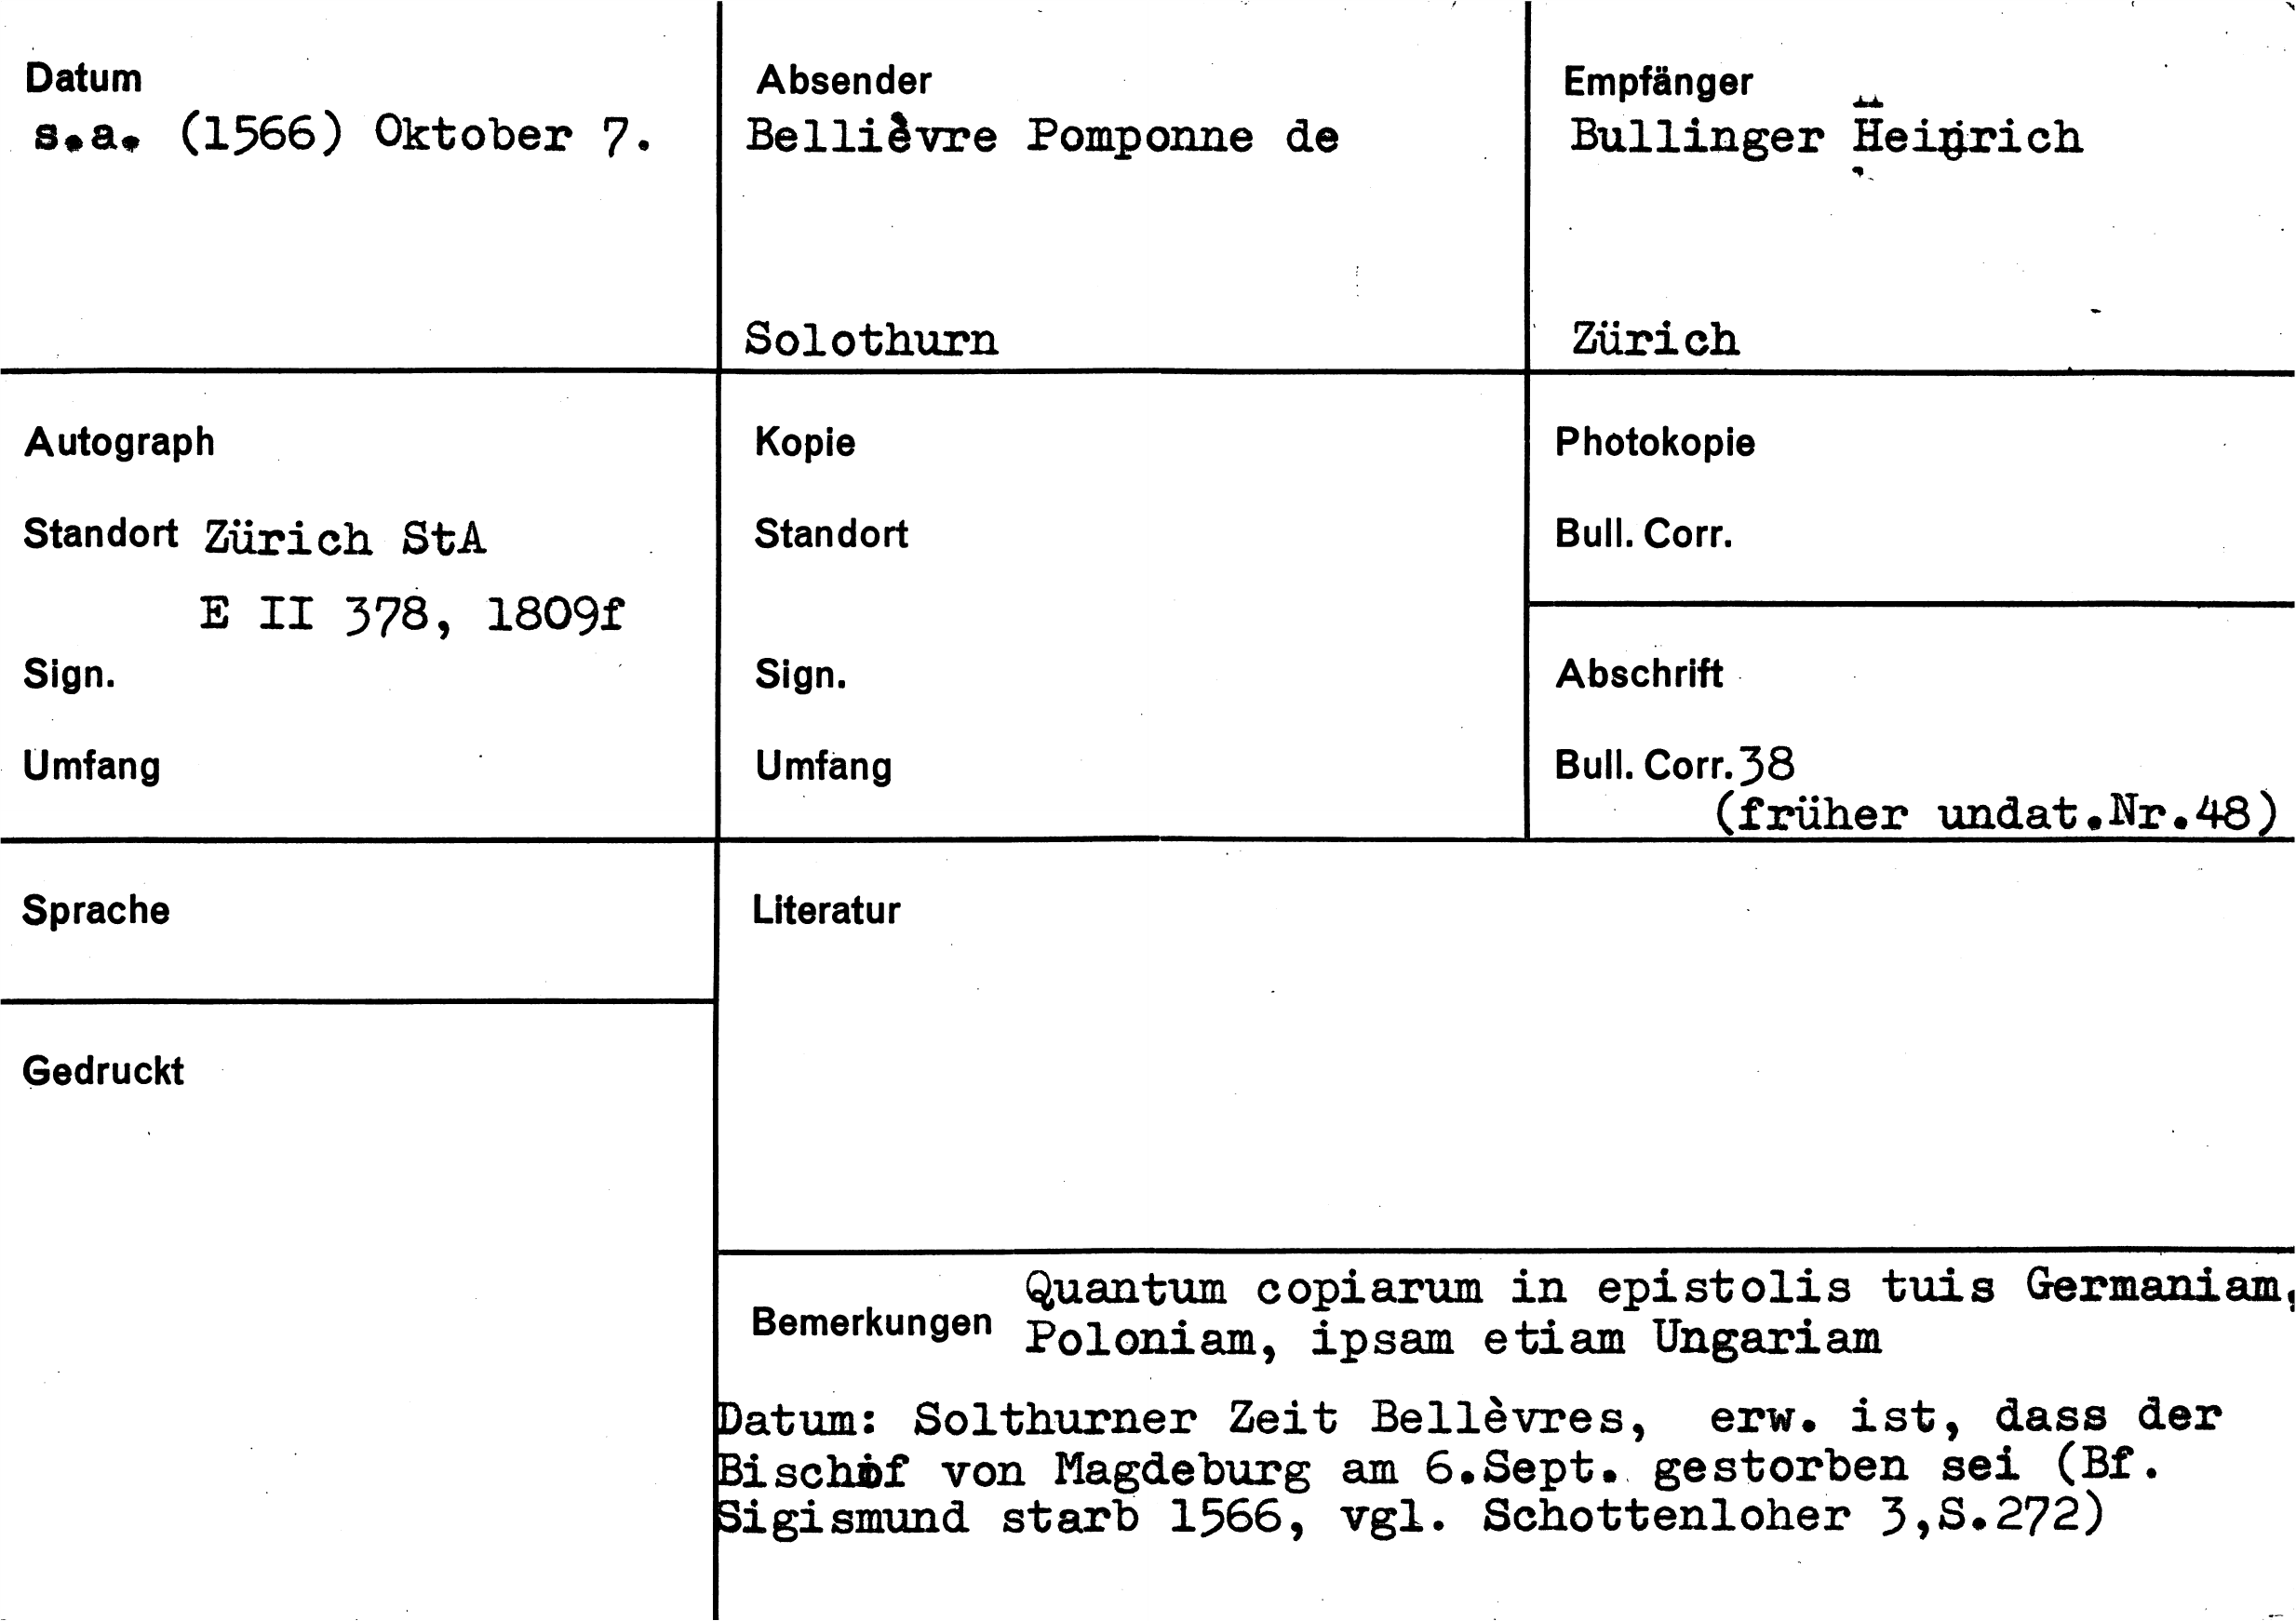 Datum
s.a. (1566) Oktober 7.
Absender
Bellièvre Pomponne de
Solothurn
Empfänger
Bullinger Heinrich
Zürich
Autograph
Standort Zürich StA
E II 378, 1809f
Sign.
Umfang
Kopie
Standort
Sign.
Umfang
Photokopie
Bull. Corr.
Abschrift
Bull. Corr. 38
(früher undat.Nr.48)
Sprache
Gedruckt
Literatur
Bemerkungen
Quantum copiarum in epistolis tuis Germaniam,
Poloniam, ipsam etiam Ungariam
Datum: Solthurner Zeit Bellèvres, erw. ist, dass der
Bischof von Magdeburg am 6.Sept. gestorben sei (Bf.
Sigismund starb 1566, vgl. Schottenloher 3,S.272)